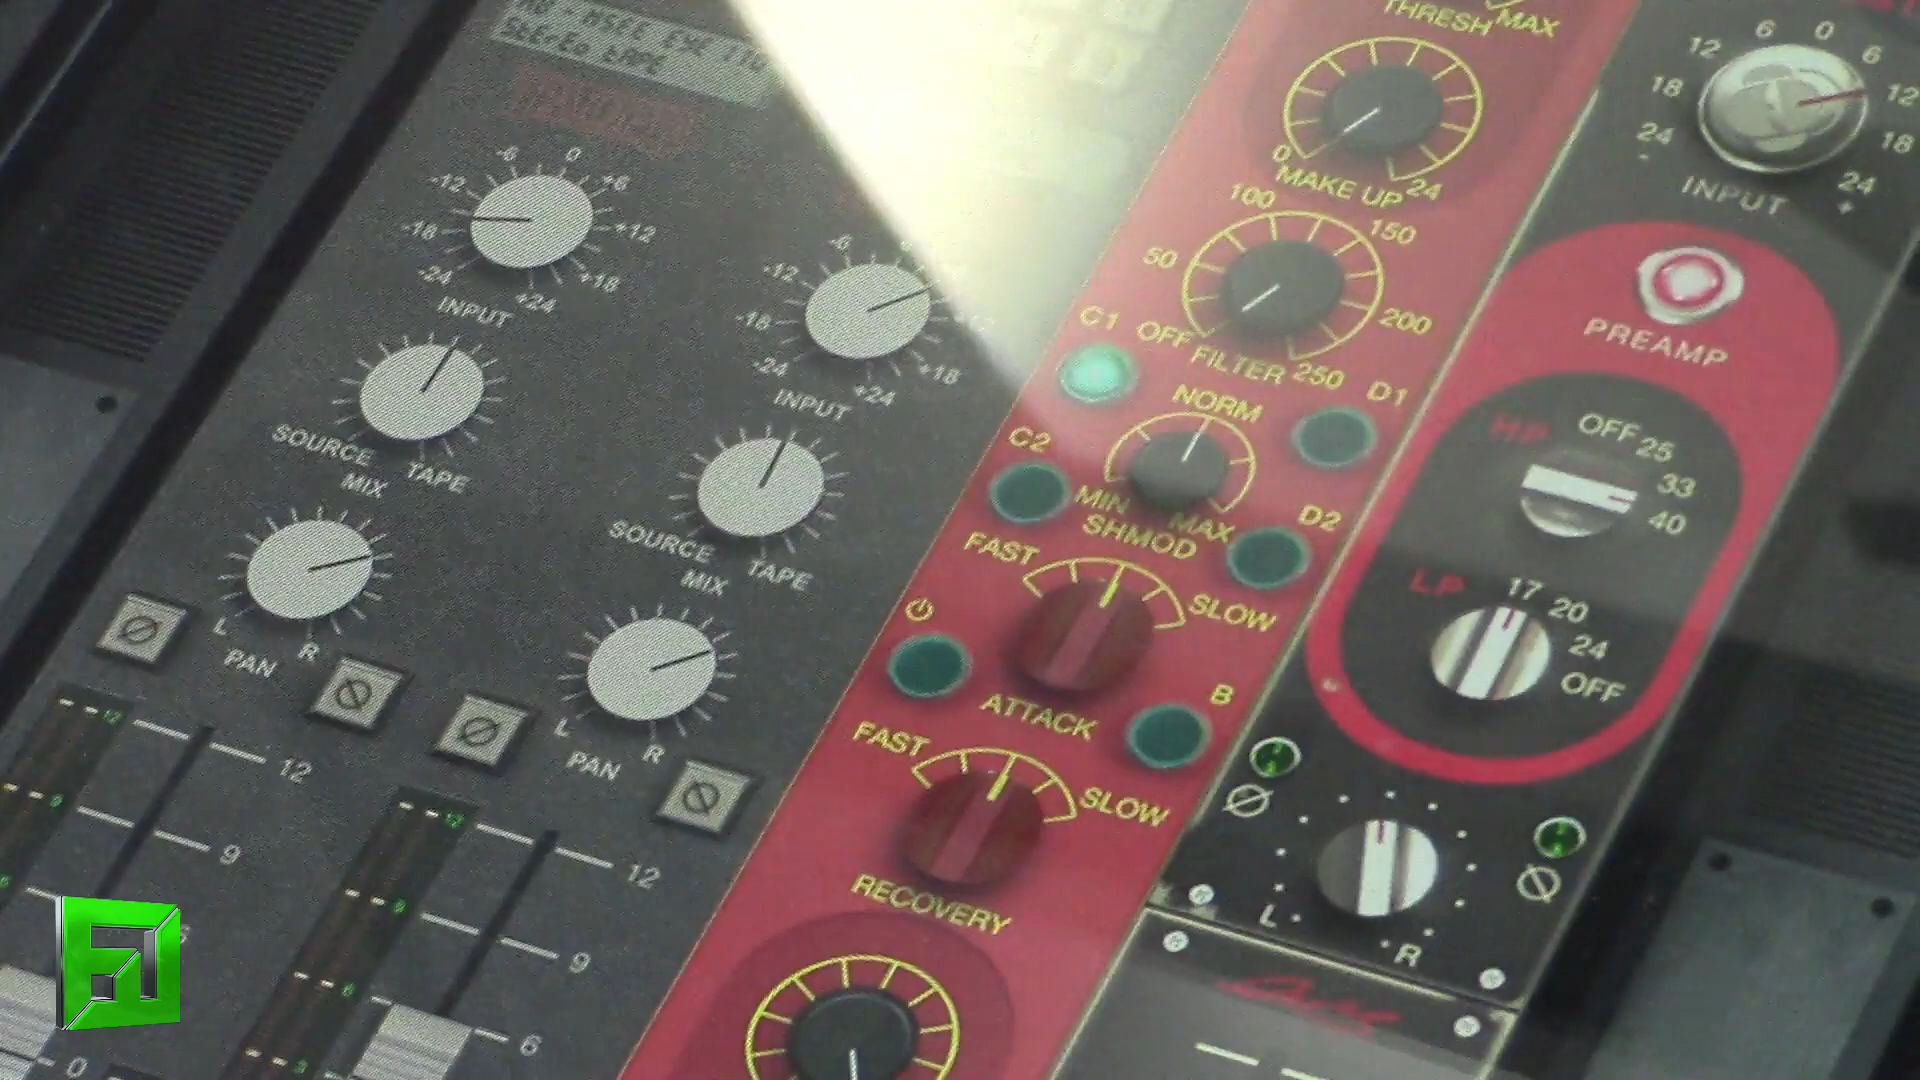 STEREO TAPE
-6 0 +6
-12 +12
-18 +18
-24 +24
INPUT
SOURCE TAPE
MIX
L R
PAN
12
9
6
0
-6
-12
-18 +18
-24 +24
INPUT
SOURCE TAPE
MIX
L R
PAN
12
9
6
THRESH MAX
0 24
MAKE UP
100 150
50 200
OFF 250
FILTER
C1 D1
NORM
C2 D2
MIN MAX
SHMOD
FAST SLOW
ATTACK
B
FAST SLOW
RECOVERY
6 0 6
12 12
18 18
24 24
- +
INPUT
PREAMP
HP OFF 25
33
40
LP 17 20
24
OFF
L R